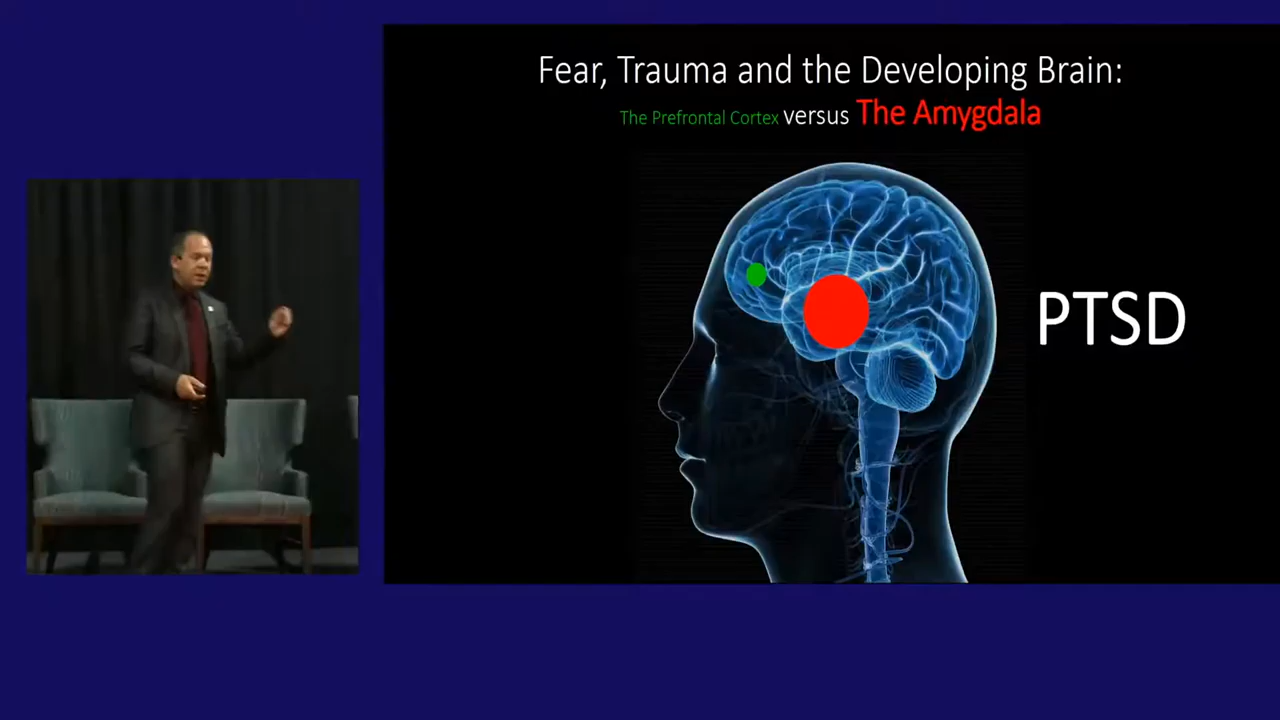 Fear, Trauma and the Developing Brain:
The Prefrontal Cortex versus The Amygdala
PTSD